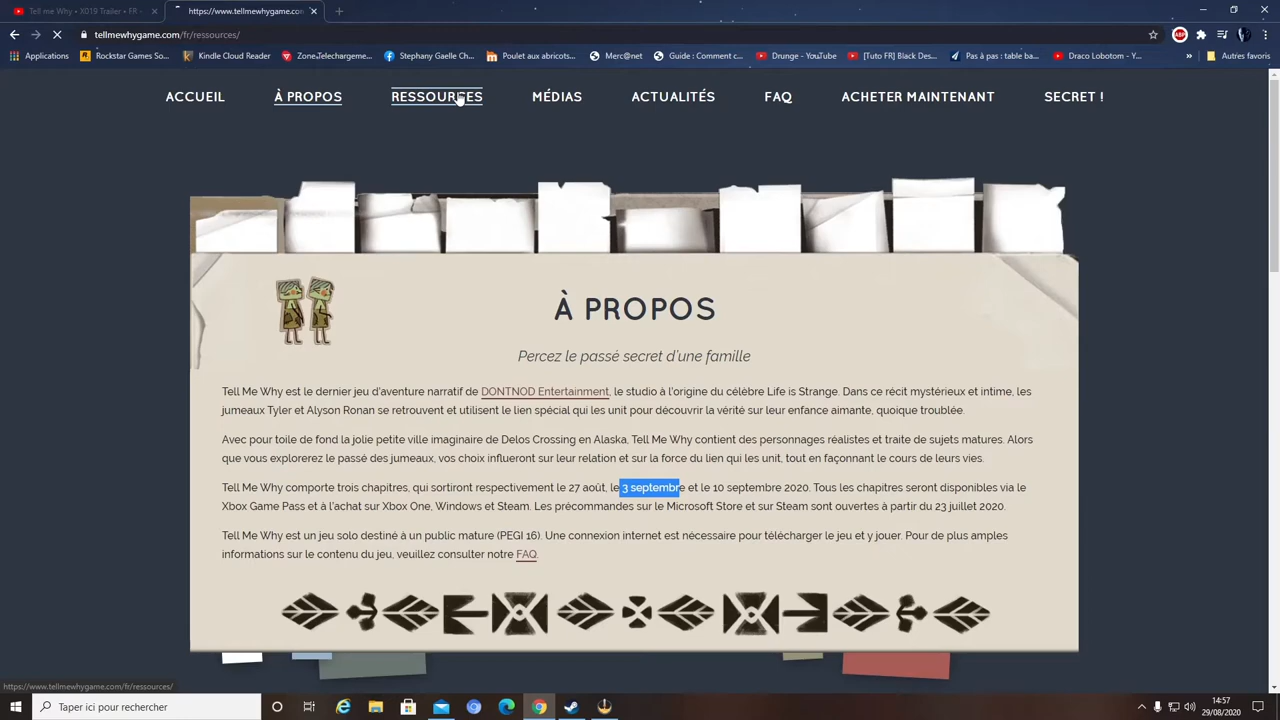 Tell me Why • X019 Trailer • FR -
https://www.tellmewhygame.com
tellmewhygame.com/fr/ressources/
Applications
Rockstar Games So...
Kindle Cloud Reader
Zone.Telechargeme...
Stephany Gaelle Ch...
Poulet aux abricots...
Merc@net
Guide : Comment c...
Drunge - YouTube
[Tuto FR] Black Des...
Pas à pas : table ba...
Draco Lobotom - Y...
»
Autres favoris
ACCUEIL
À PROPOS
RESSOURCES
MÉDIAS
ACTUALITÉS
FAQ
ACHETER MAINTENANT
SECRET !
À PROPOS
Percez le passé secret d'une famille
Tell Me Why est le dernier jeu d'aventure narratif de DONTNOD Entertainment, le studio à l'origine du célèbre Life is Strange. Dans ce récit mystérieux et intime, les
jumeaux Tyler et Alyson Ronan se retrouvent et utilisent le lien spécial qui les unit pour découvrir la vérité sur leur enfance aimante, quoique troublée.
Avec pour toile de fond la jolie petite ville imaginaire de Delos Crossing en Alaska, Tell Me Why contient des personnages réalistes et traite de sujets matures. Alors
que vous explorerez le passé des jumeaux, vos choix influeront sur leur relation et sur la force du lien qui les unit, tout en façonnant le cours de leurs vies.
Tell Me Why comporte trois chapitres, qui sortiront respectivement le 27 août, le 3 septembre et le 10 septembre 2020. Tous les chapitres seront disponibles via le
Xbox Game Pass et à l'achat sur Xbox One, Windows et Steam. Les précommandes sur le Microsoft Store et sur Steam sont ouvertes à partir du 23 juillet 2020.
Tell Me Why est un jeu solo destiné à un public mature (PEGI 16). Une connexion internet est nécessaire pour télécharger le jeu et y jouer. Pour de plus amples
informations sur le contenu du jeu, veuillez consulter notre FAQ.
https://www.tellmewhygame.com/fr/ressources/
Taper ici pour rechercher
14:57
29/08/2020